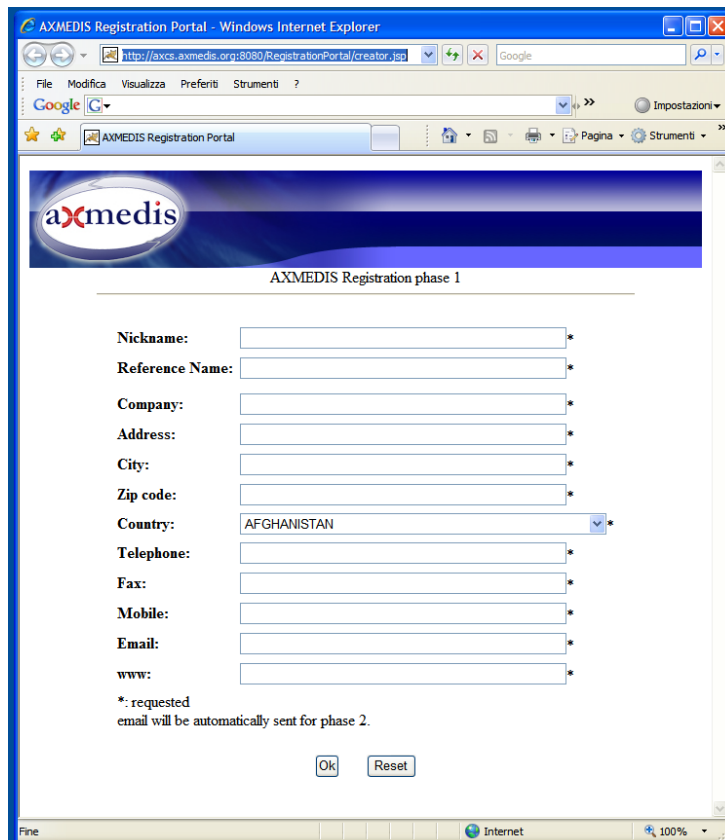 AXMEDIS Registration Portal - Windows Internet Explorer
http://axcs.axmedis.org:8080/RegistrationPortal/creator.jsp
Google
File Modifica Visualizza Preferiti Strumenti ?
Google G Impostazioni
AXMEDIS Registration Portal Pagina Strumenti
axmedis
AXMEDIS Registration phase 1
Nickname: *
Reference Name: *
Company: *
Address: *
City: *
Zip code: *
Country: AFGHANISTAN *
Telephone: *
Fax: *
Mobile: *
Email: *
www: *
*: requested
email will be automatically sent for phase 2.
Ok Reset
Fine Internet 100%